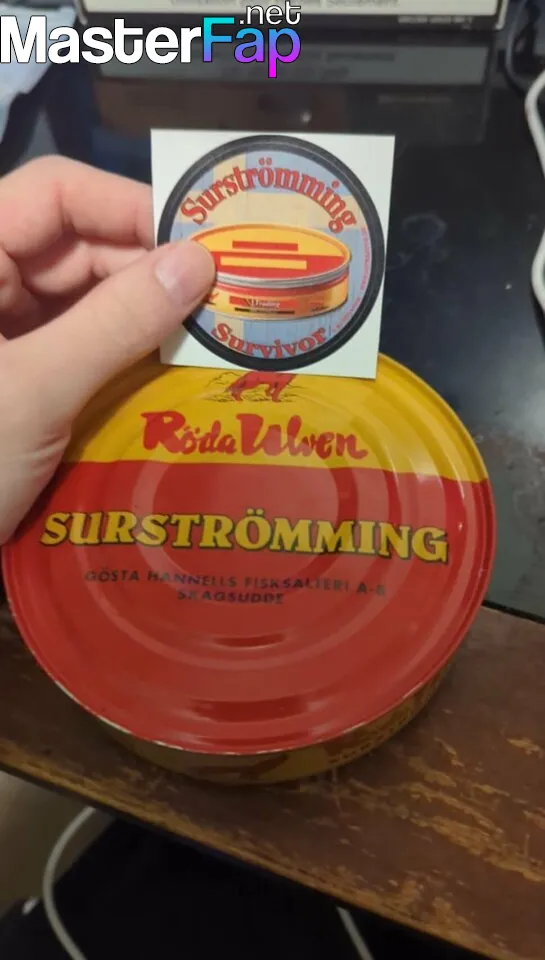 .net
MasterFap
Surströmming
Survivor
Röda Ulven
SURSTRÖMMING
GÖSTA HANNELLS FISKSALTERI A-B
SKAGSUDDE